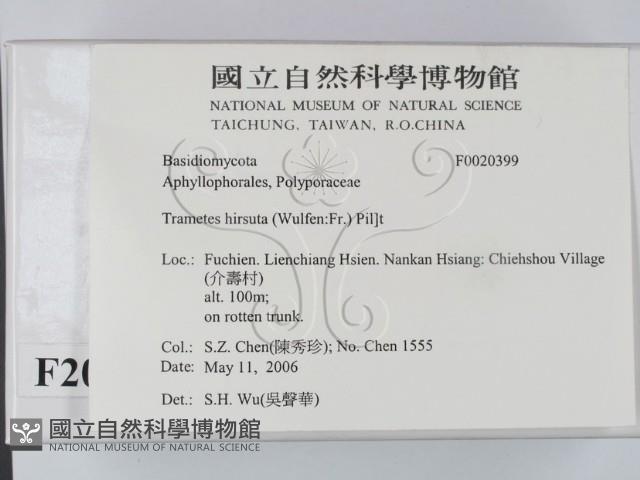 國立自然科學博物館
NATIONAL MUSEUM OF NATURAL SCIENCE
TAICHUNG, TAIWAN, R.O.CHINA
Basidiomycota F0020399
Aphyllophorales, Polyporaceae
Trametes hirsuta (Wulfen:Fr.) Pil]t
Loc.: Fuchien. Lienchiang Hsien. Nankan Hsiang: Chiehshou Village
(介壽村)
alt. 100m;
on rotten trunk.
Col.: S.Z. Chen(陳秀珍); No. Chen 1555
Date: May 11, 2006
Det.: S.H. Wu(吳聲華)
F20
國立自然科學博物館
NATIONAL MUSEUM OF NATURAL SCIENCE